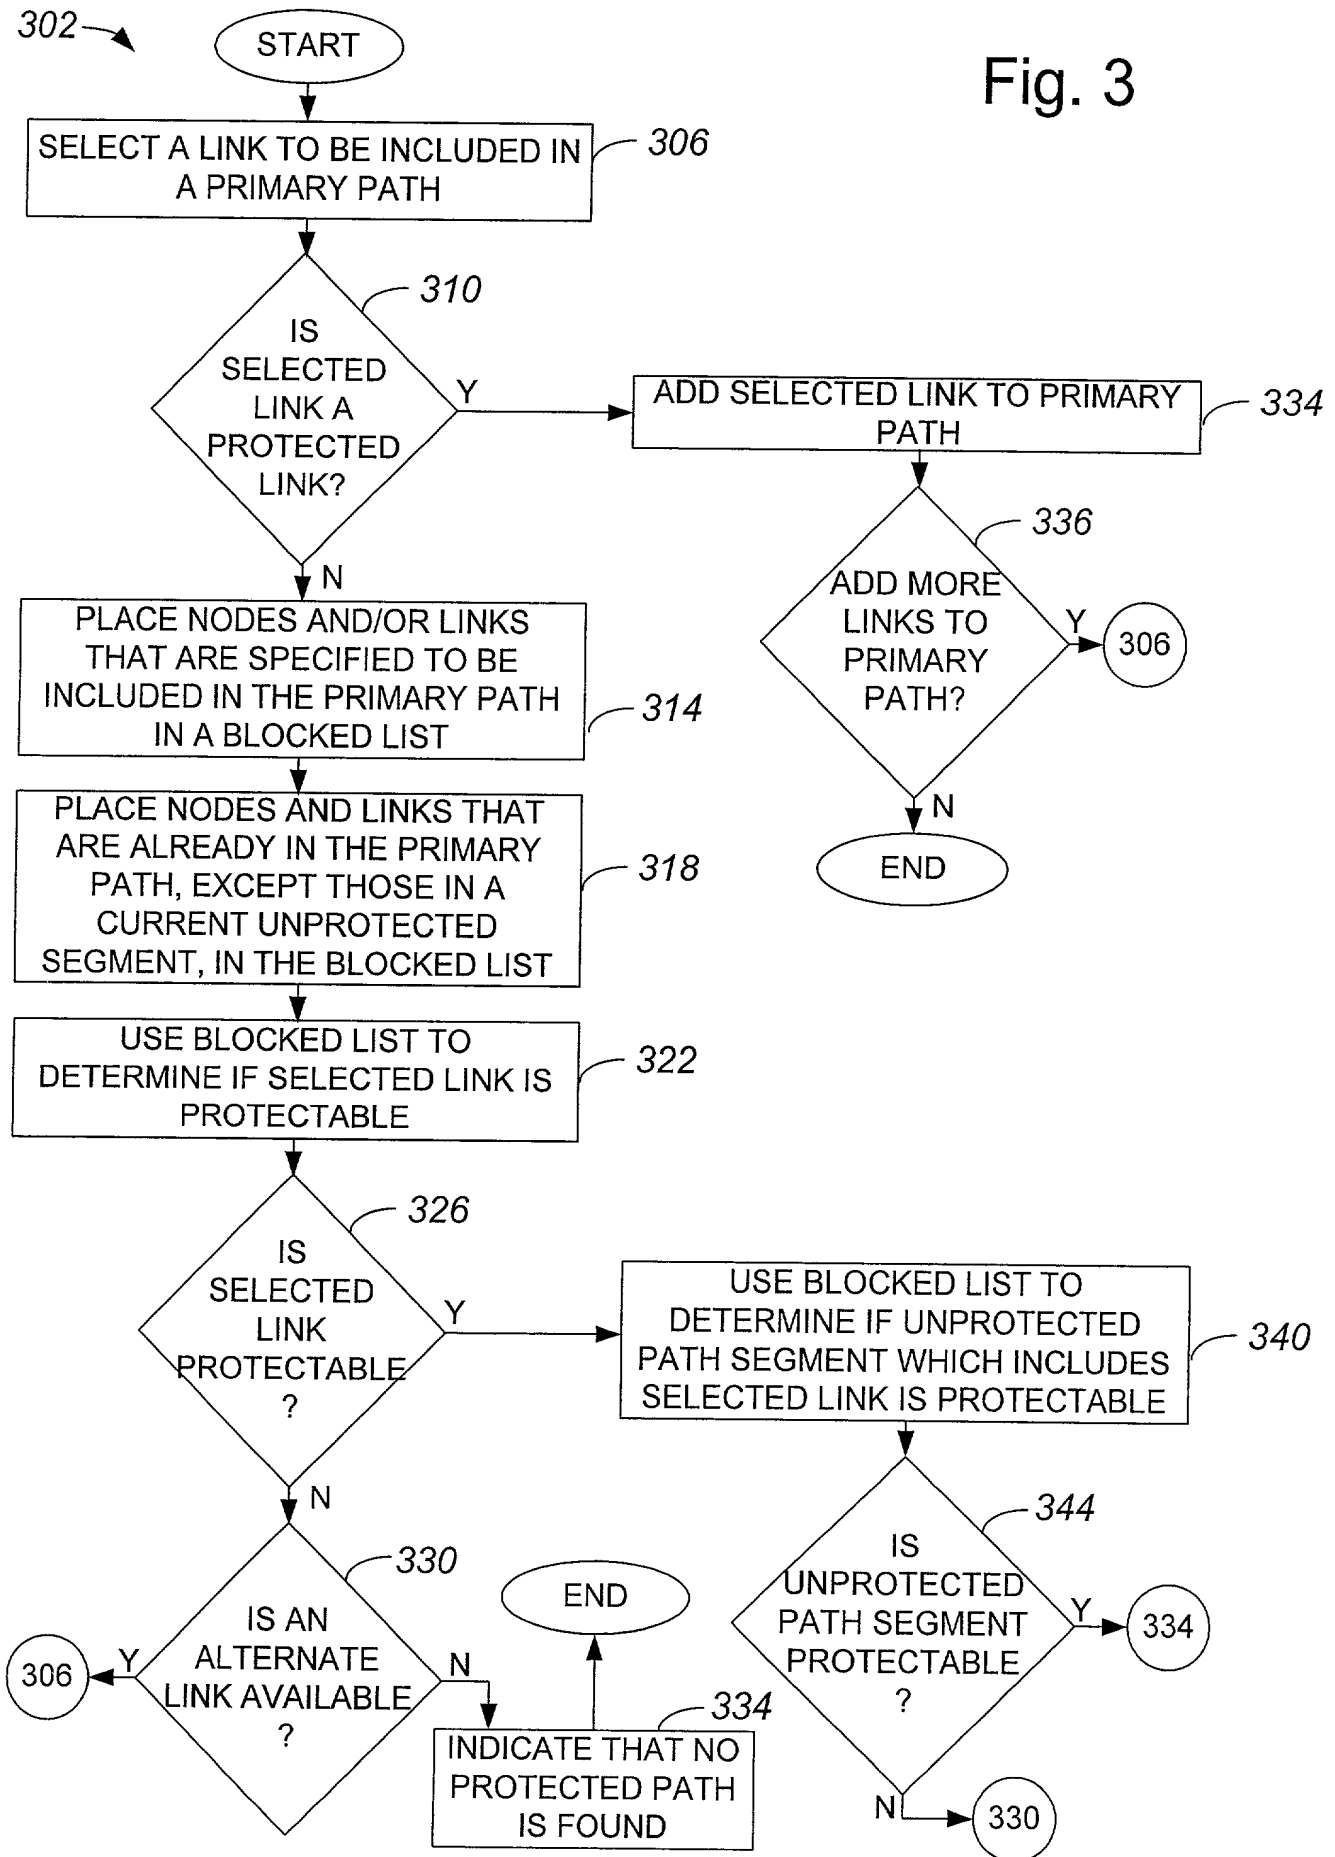 302
START
Fig. 3
SELECT A LINK TO BE INCLUDED IN
A PRIMARY PATH
306
310
IS
SELECTED
LINK A
PROTECTED
LINK?
Y
N
ADD SELECTED LINK TO PRIMARY
PATH
334
336
ADD MORE
LINKS TO
PRIMARY
PATH?
Y
306
N
END
PLACE NODES AND/OR LINKS
THAT ARE SPECIFIED TO BE
INCLUDED IN THE PRIMARY PATH
IN A BLOCKED LIST
314
PLACE NODES AND LINKS THAT
ARE ALREADY IN THE PRIMARY
PATH, EXCEPT THOSE IN A
CURRENT UNPROTECTED
SEGMENT, IN THE BLOCKED LIST
318
USE BLOCKED LIST TO
DETERMINE IF SELECTED LINK IS
PROTECTABLE
322
326
IS
SELECTED
LINK
PROTECTABLE
?
Y
N
USE BLOCKED LIST TO
DETERMINE IF UNPROTECTED
PATH SEGMENT WHICH INCLUDES
SELECTED LINK IS PROTECTABLE
340
344
IS
UNPROTECTED
PATH SEGMENT
PROTECTABLE
?
Y
334
N
330
330
IS AN
ALTERNATE
LINK AVAILABLE
?
Y
306
N
END
334
INDICATE THAT NO
PROTECTED PATH
IS FOUND